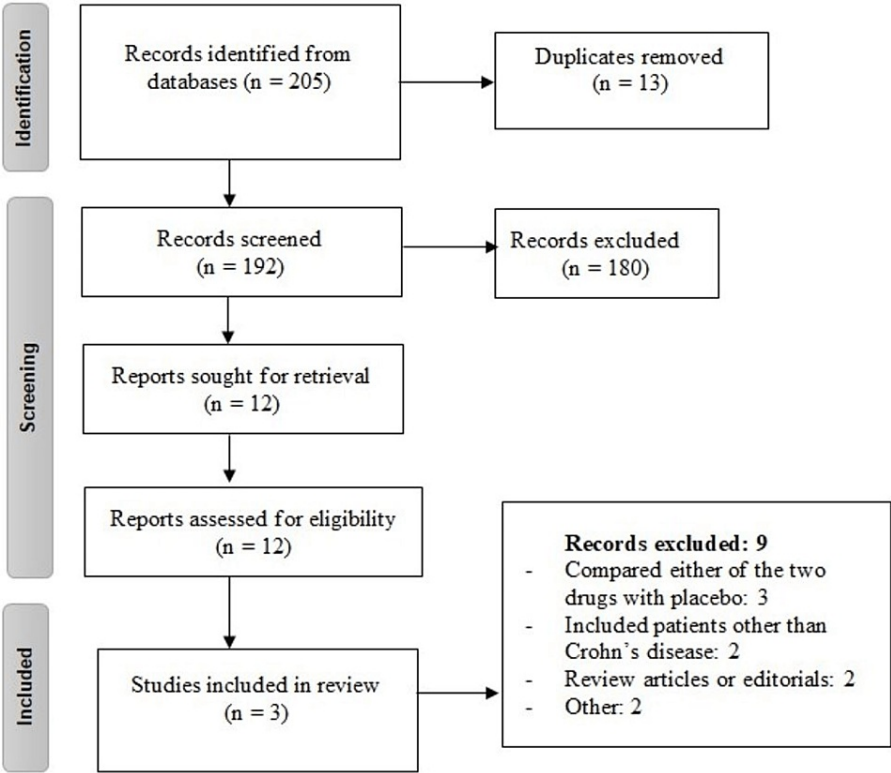 Identification
Records identified from
databases (n = 205)
Duplicates removed
(n = 13)
Screening
Records screened
(n = 192)
Records excluded
(n = 180)
Reports sought for retrieval
(n = 12)
Reports assessed for eligibility
(n = 12)
Included
Studies included in review
(n = 3)
Records excluded: 9
- Compared either of the two
drugs with placebo: 3
- Included patients other than
Crohn’s disease: 2
- Review articles or editorials: 2
- Other: 2